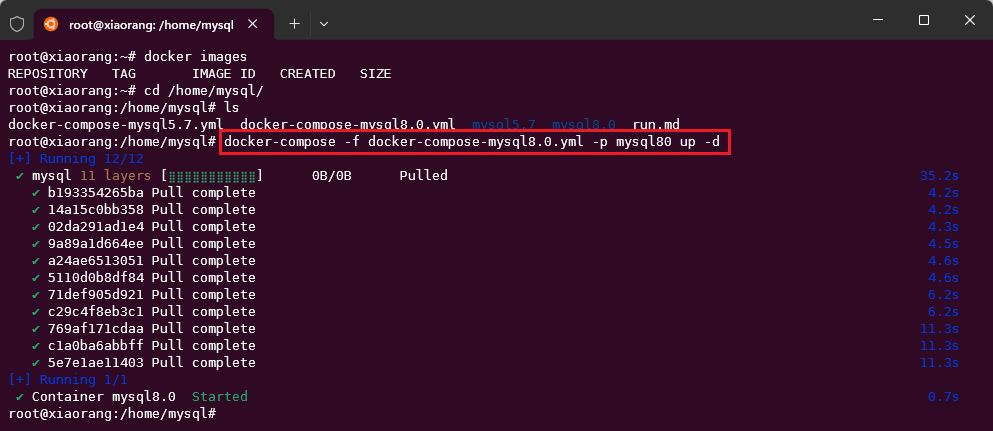 root@xiaorang: /home/mysql
root@xiaorang:~# docker images
REPOSITORY   TAG       IMAGE ID   CREATED   SIZE
root@xiaorang:~# cd /home/mysql/
root@xiaorang:/home/mysql# ls
docker-compose-mysql5.7.yml  docker-compose-mysql8.0.yml  mysql5.7  mysql8.0  run.md
root@xiaorang:/home/mysql# docker-compose -f docker-compose-mysql8.0.yml -p mysql80 up -d
[+] Running 12/12
✔ mysql 11 layers [⣿⣿⣿⣿⣿⣿⣿⣿⣿⣿⣿]      0B/0B      Pulled 35.2s
✔ b193354265ba Pull complete 4.2s
✔ 14a15c0bb358 Pull complete 4.2s
✔ 02da291ad1e4 Pull complete 4.3s
✔ 9a89a1d664ee Pull complete 4.5s
✔ a24ae6513051 Pull complete 4.6s
✔ 5110d0b8df84 Pull complete 4.6s
✔ 71def905d921 Pull complete 6.2s
✔ c29c4f8eb3c1 Pull complete 6.2s
✔ 769af171cdaa Pull complete 11.3s
✔ c1a0ba6abbff Pull complete 11.3s
✔ 5e7e1ae11403 Pull complete 11.3s
[+] Running 1/1
✔ Container mysql8.0  Started 0.7s
root@xiaorang:/home/mysql#